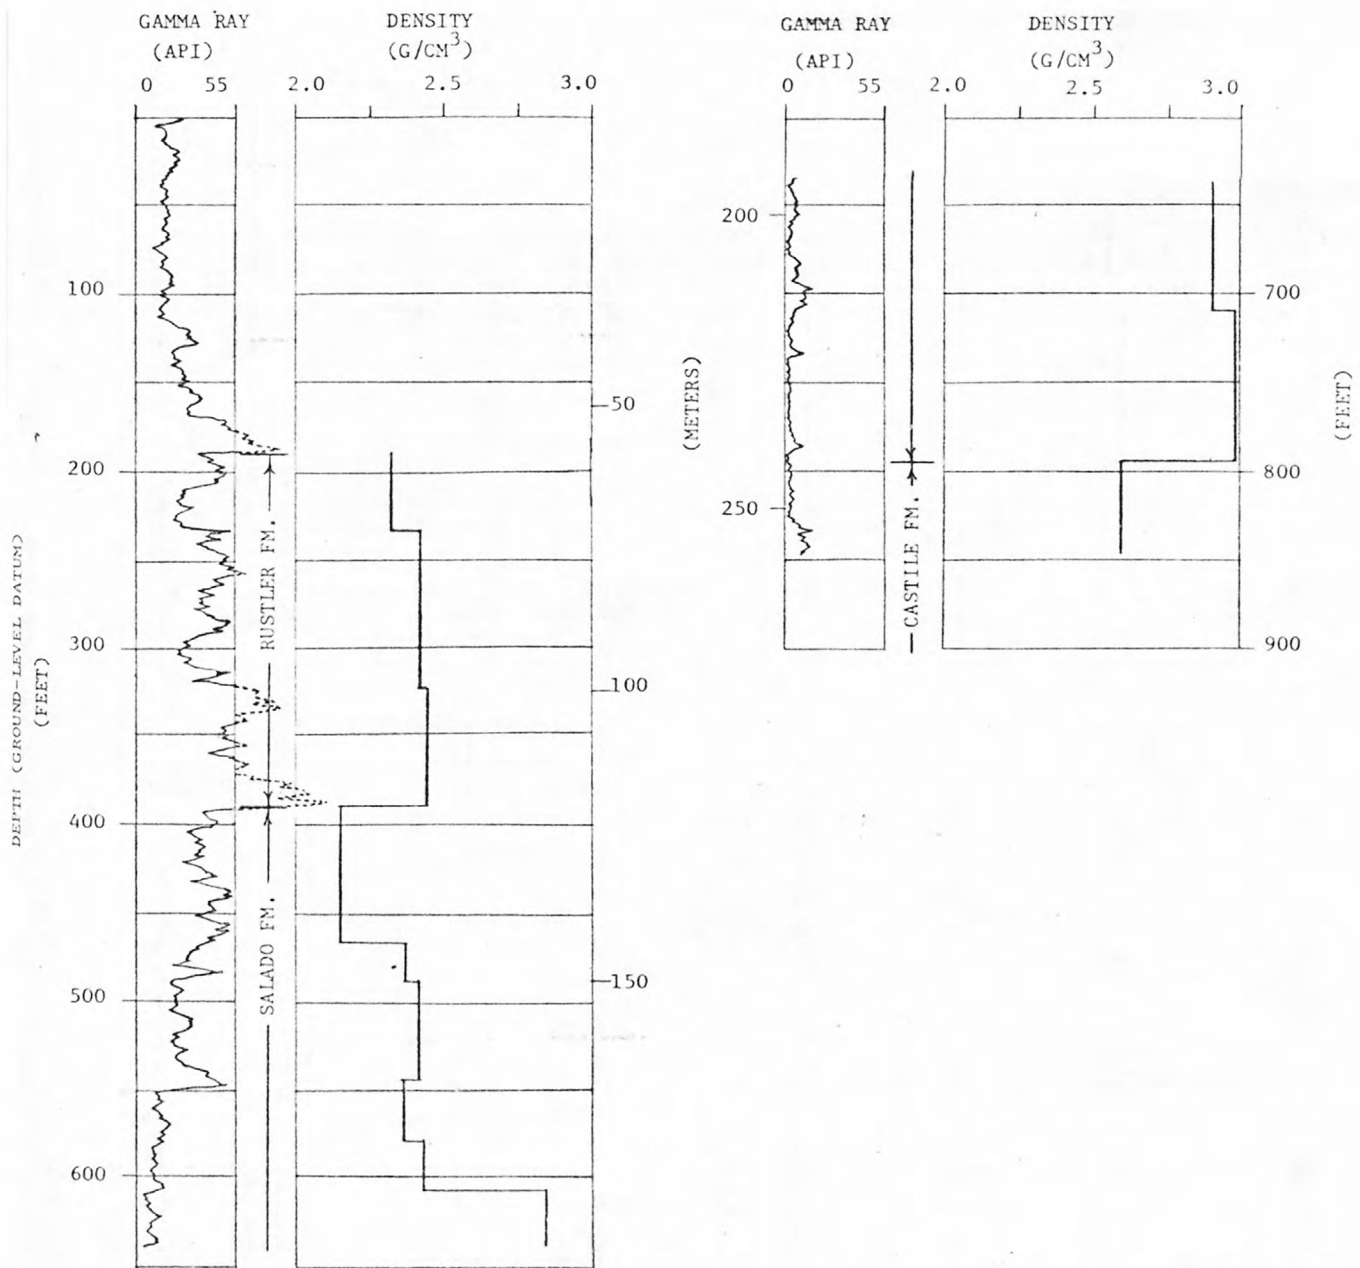 GAMMA RAY
(API)
0 55
DENSITY
(G/CM3)
2.0 2.5 3.0
DEPTH (GROUND-LEVEL DATUM)
(FEET)
100
200
300
400
500
600
RUSTLER FM.
SALADO FM.
50
100
150
(METERS)
GAMMA RAY
(API)
0 55
DENSITY
(G/CM3)
2.0 2.5 3.0
200
250
CASTILE FM.
700
800
900
(FEET)